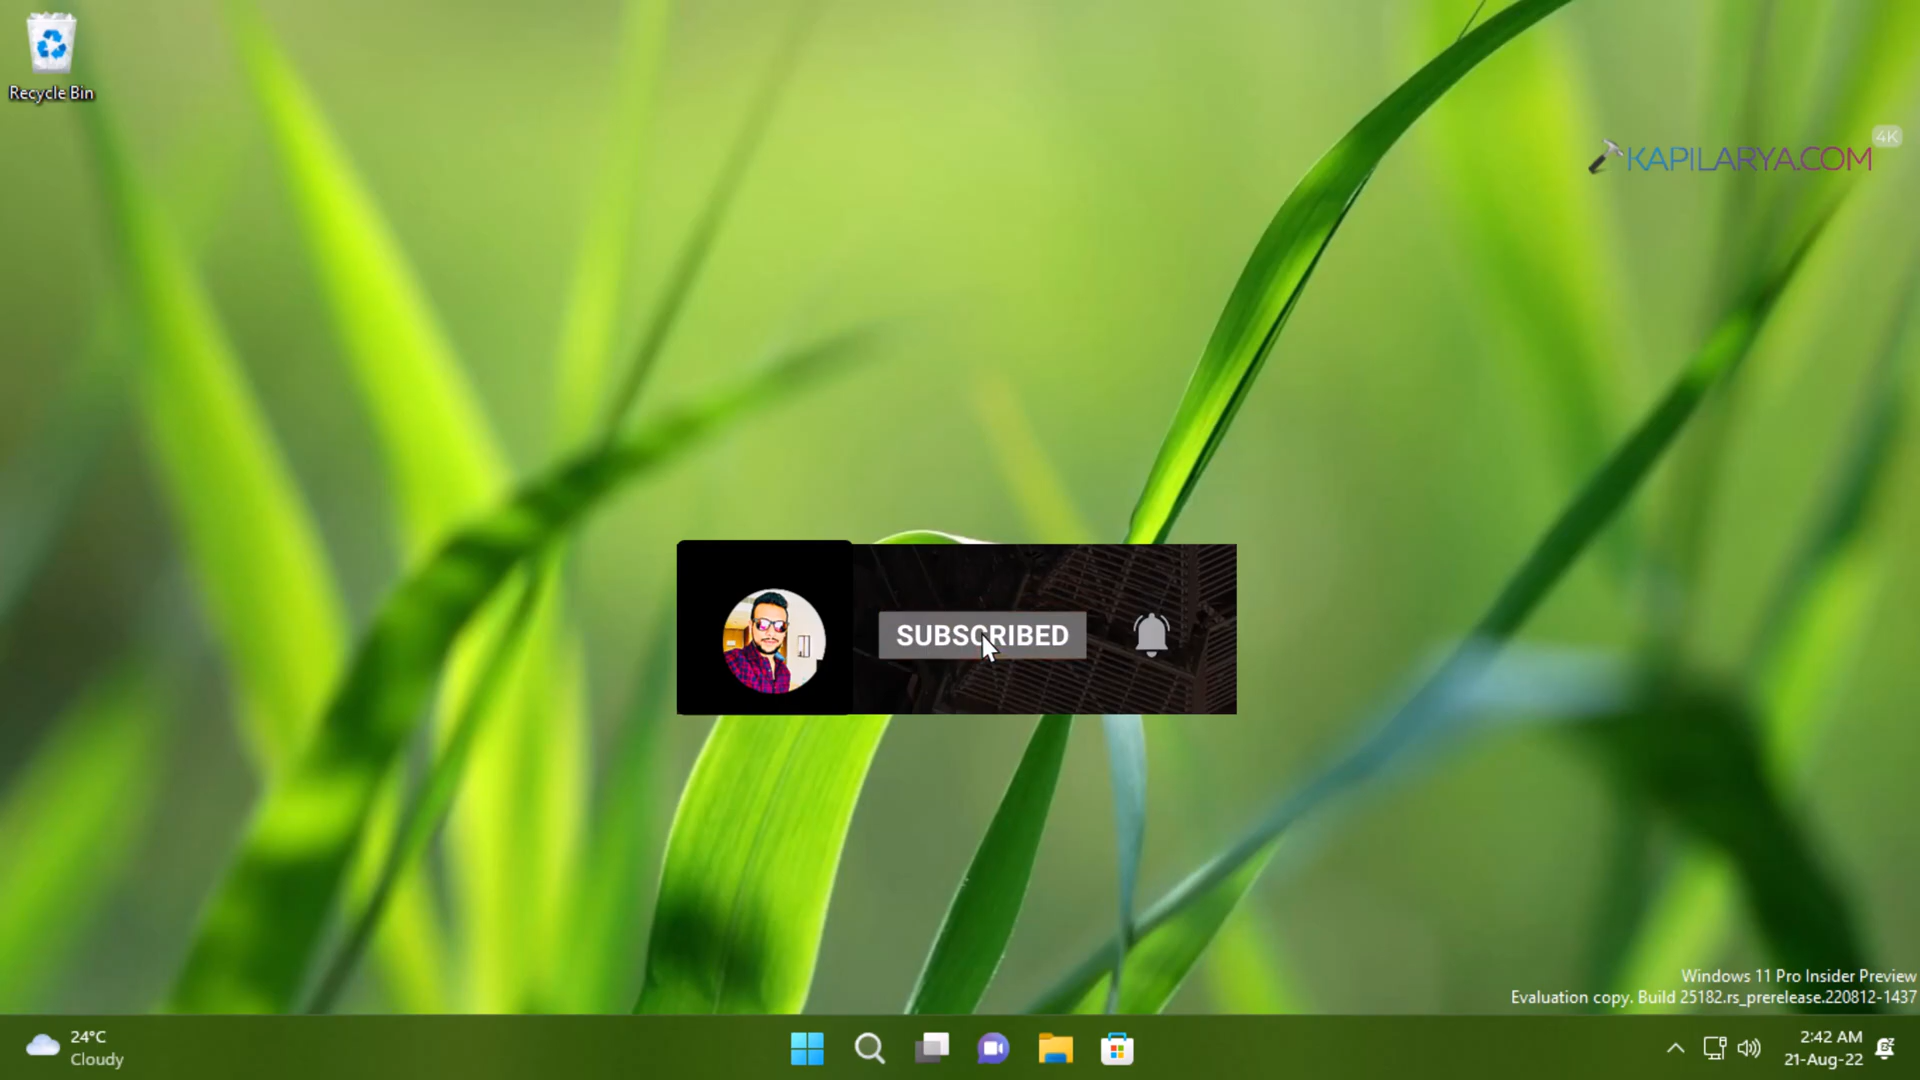 Recycle Bin
4K
KAPILARYA.COM
SUBSCRIBED
Windows 11 Pro Insider Preview
Evaluation copy. Build 25182.rs_prerelease.220812-1437
24°C
Cloudy
2:42 AM
21-Aug-22